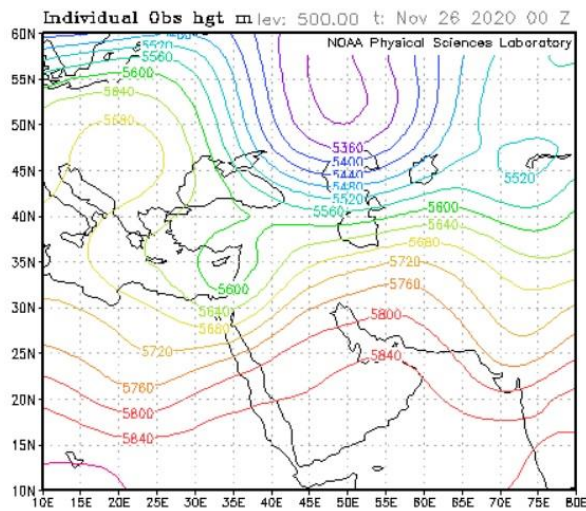 Individual Obs hgt m lev: 500.00 t: Nov 26 2020 00 Z
NOAA Physical Sciences Laboratory
60N
55N
50N
45N
40N
35N
30N
25N
20N
15N
10N
5520
5560
5600
5640
5680
5360
5400
5440
5480
5520
5560
5520
5600
5640
5680
5720
5760
5600
5640
5680
5720
5760
5800
5840
5800
5840
10E 15E 20E 25E 30E 35E 40E 45E 50E 55E 60E 65E 70E 75E 80E